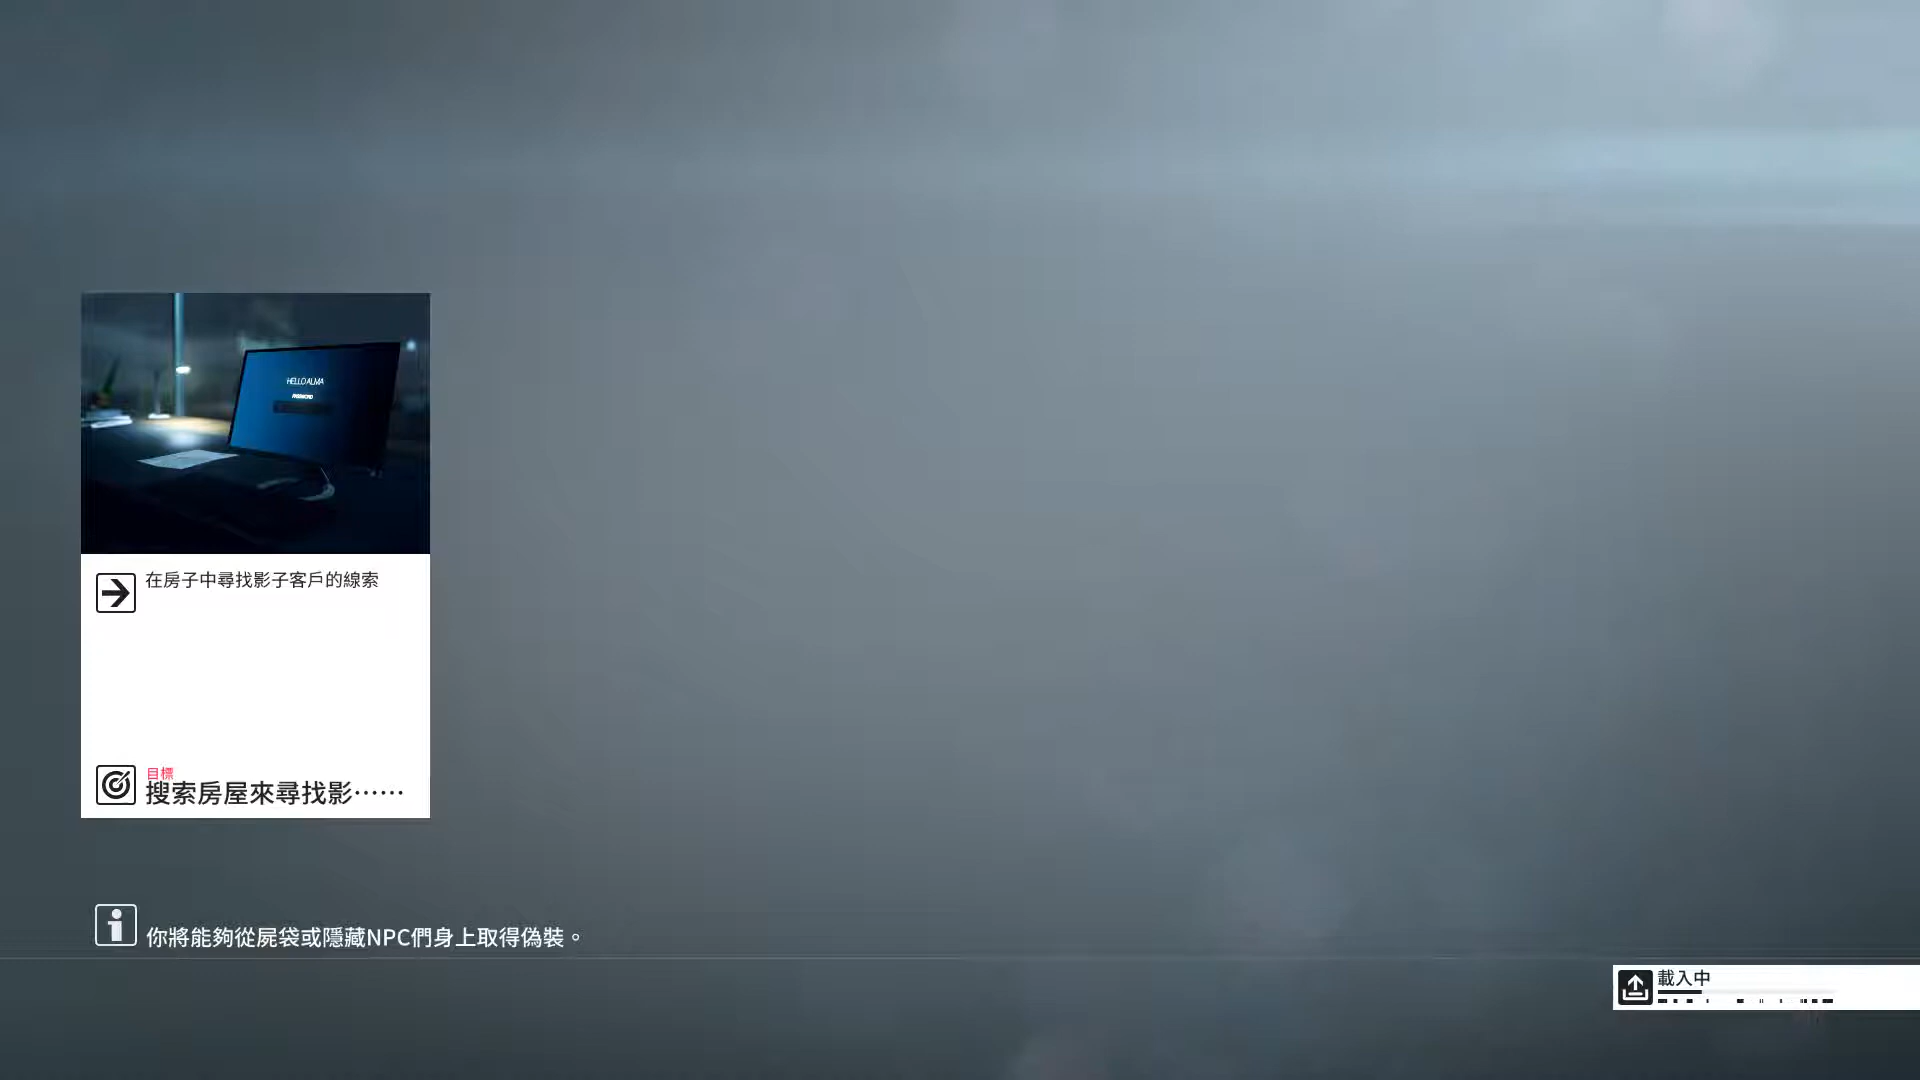 HELLO ALMA
PASSWORD
在房子中尋找影子客戶的線索
目標
搜索房屋來尋找影⋯⋯
你將能夠從屍袋或隱藏NPC們身上取得偽裝。
載入中